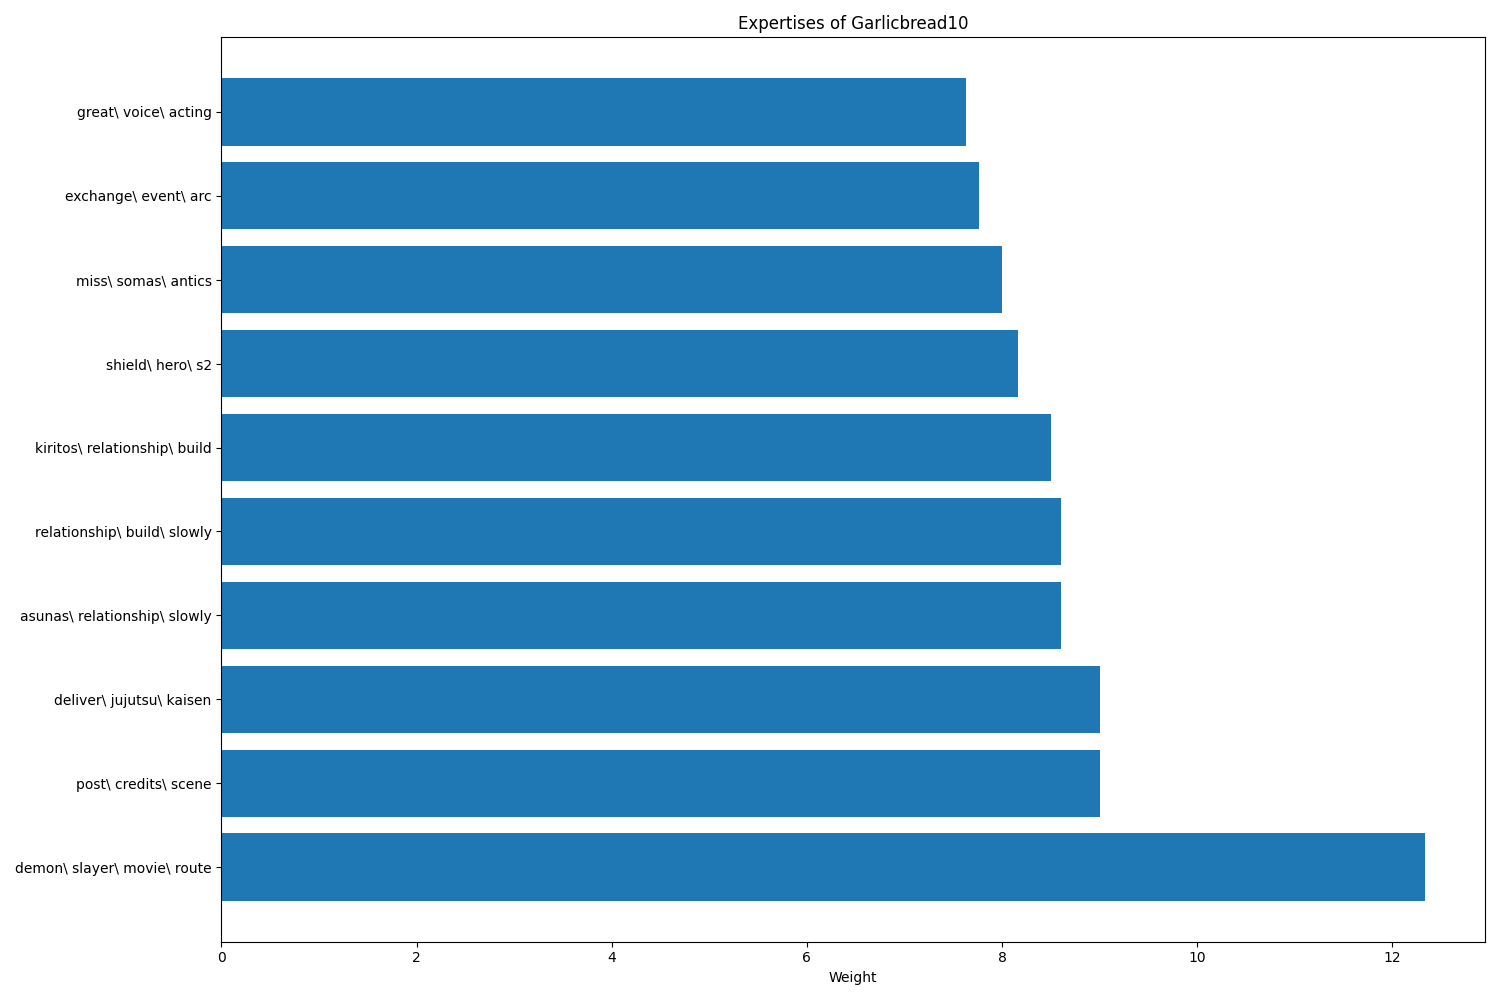 Expertises of Garlicbread10
great\ voice\ acting
exchange\ event\ arc
miss\ somas\ antics
shield\ hero\ s2
kiritos\ relationship\ build
relationship\ build\ slowly
asunas\ relationship\ slowly
deliver\ jujutsu\ kaisen
post\ credits\ scene
demon\ slayer\ movie\ route
0 2 4 6 8 10 12
Weight